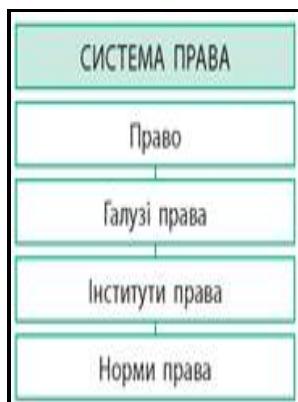 СИСТЕМА ПРАВА
Право
Галузі права
Інститути права
Норми права